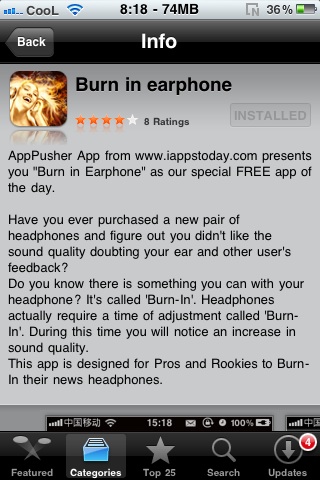 CooL 8:18 - 74MB N 36%
Back Info
Burn in earphone
8 Ratings INSTALLED
AppPusher App from www.iappstoday.com presents
you "Burn in Earphone" as our special FREE app of
the day.
Have you ever purchased a new pair of
headphones and figure out you didn't like the
sound quality doubting your ear and other user's
feedback?
Do you know there is something you can with your
headphone? It's called 'Burn-In'. Headphones
actually require a time of adjustment called 'Burn-
In'. During this time you will notice an increase in
sound quality.
This app is designed for Pros and Rookies to Burn-
In their news headphones.
中国移动 15:18 100% 中国移
4
Featured Categories Top 25 Search Updates